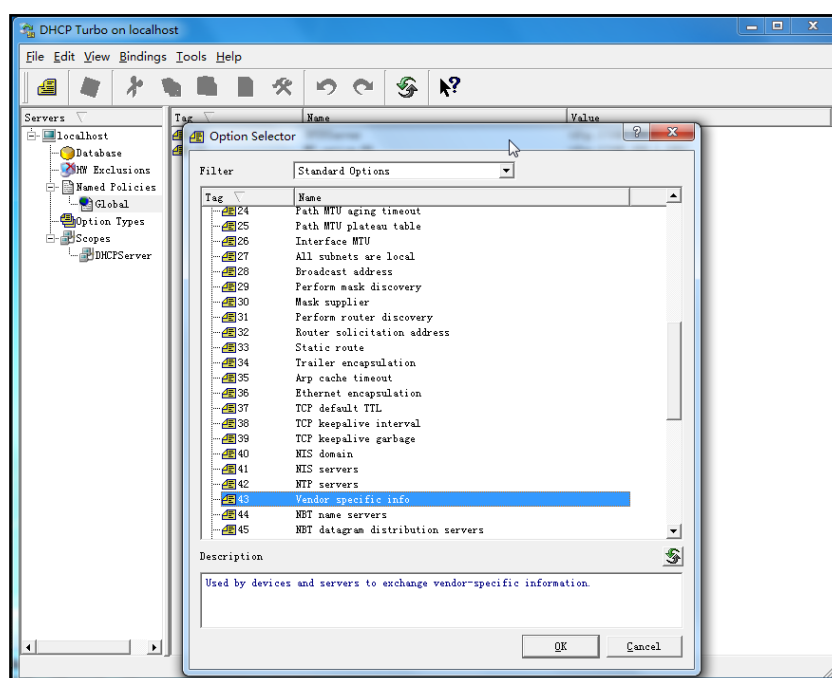 DHCP Turbo on localhost
File Edit View Bindings Tools Help
Servers
Tag Name Value
localhost
Database
HW Exclusions
Named Policies
Global
Option Types
Scopes
DHCPServer
Option Selector
Filter Standard Options
Tag Name
24 Path MTU aging timeout
25 Path MTU plateau table
26 Interface MTU
27 All subnets are local
28 Broadcast address
29 Perform mask discovery
30 Mask supplier
31 Perform router discovery
32 Router solicitation address
33 Static route
34 Trailer encapsulation
35 Arp cache timeout
36 Ethernet encapsulation
37 TCP default TTL
38 TCP keepalive interval
39 TCP keepalive garbage
40 NIS domain
41 NIS servers
42 NTP servers
43 Vendor specific info
44 NBT name servers
45 NBT datagram distribution servers
Description
Used by devices and servers to exchange vendor-specific information.
OK Cancel